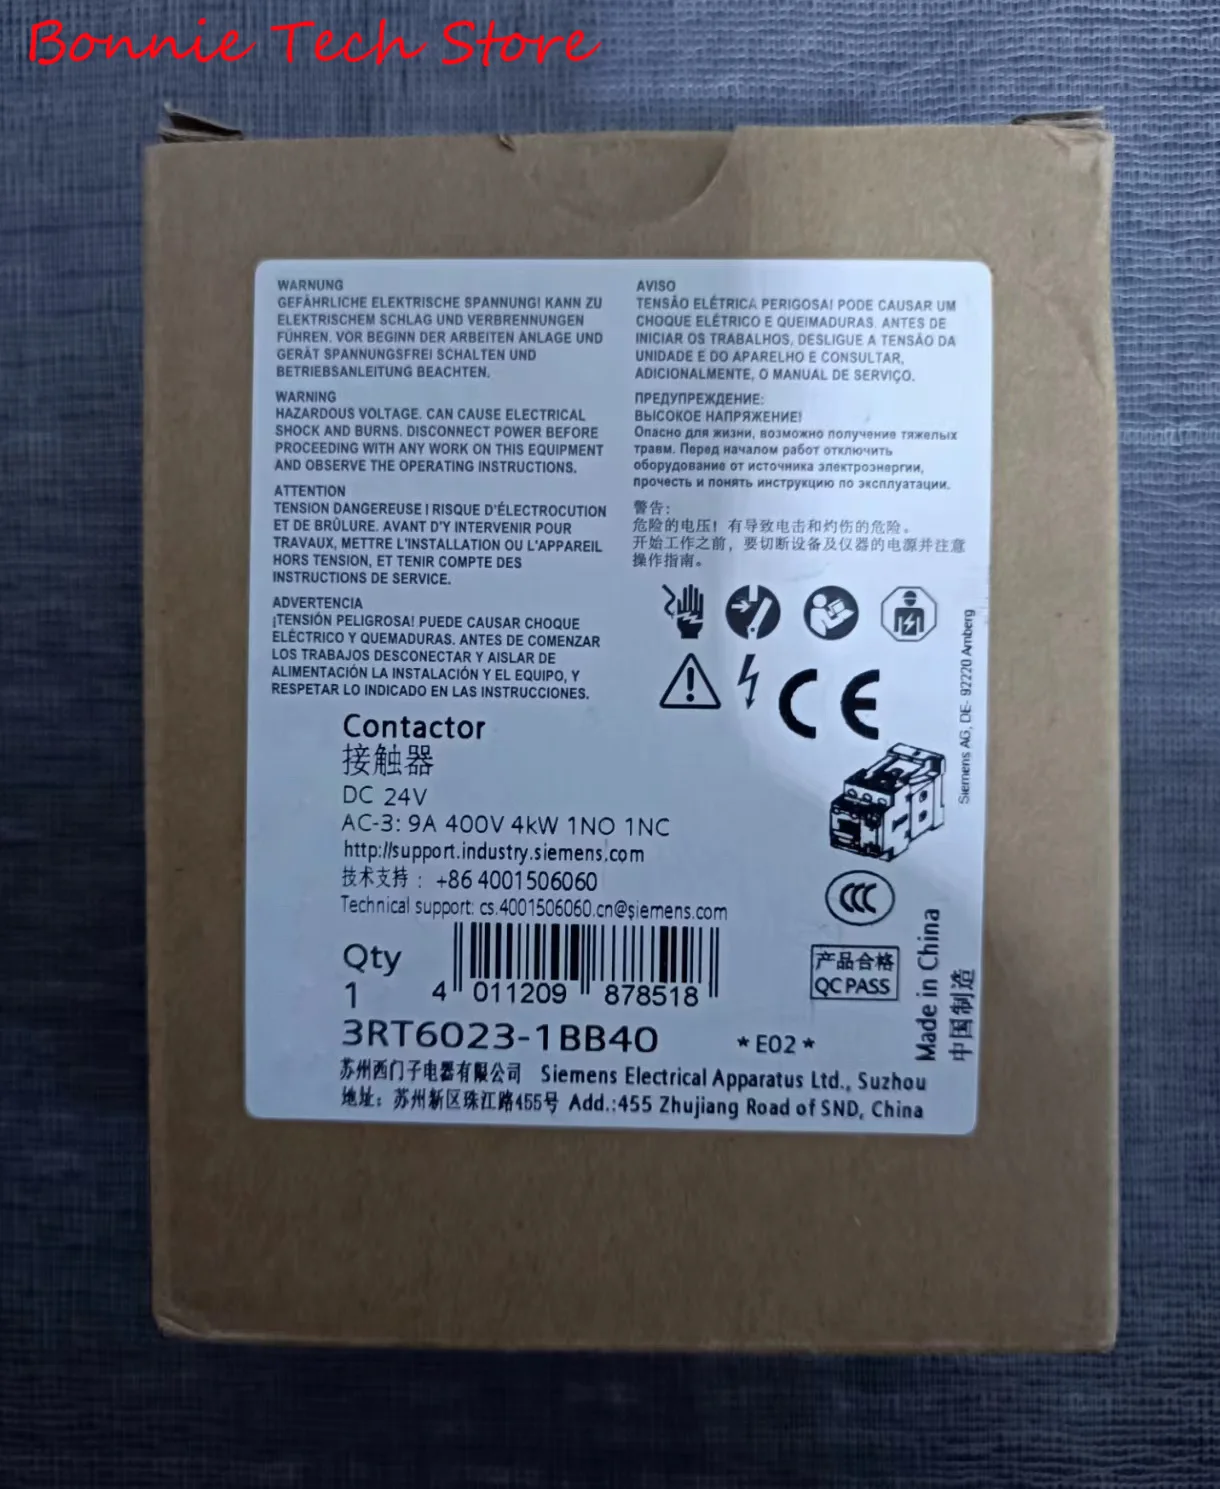 Bonnie Tech Store
WARNUNG
GEFÄHRLICHE ELEKTRISCHE SPANNUNG! KANN ZU
ELEKTRISCHEM SCHLAG UND VERBRENNUNGEN
FÜHREN. VOR BEGINN DER ARBEITEN ANLAGE UND
GERÄT SPANNUNGSFREI SCHALTEN UND
BETRIEBSANLEITUNG BEACHTEN.
WARNING
HAZARDOUS VOLTAGE. CAN CAUSE ELECTRICAL
SHOCK AND BURNS. DISCONNECT POWER BEFORE
PROCEEDING WITH ANY WORK ON THIS EQUIPMENT
AND OBSERVE THE OPERATING INSTRUCTIONS.
ATTENTION
TENSION DANGEREUSE ! RISQUE D'ÉLECTROCUTION
ET DE BRÛLURE. AVANT D'Y INTERVENIR POUR
TRAVAUX, METTRE L'INSTALLATION OU L'APPAREIL
HORS TENSION, ET TENIR COMPTE DES
INSTRUCTIONS DE SERVICE.
ADVERTENCIA
¡TENSIÓN PELIGROSA! PUEDE CAUSAR CHOQUE
ELÉCTRICO Y QUEMADURAS. ANTES DE COMENZAR
LOS TRABAJOS DESCONECTAR Y AISLAR DE
ALIMENTACIÓN LA INSTALACIÓN Y EL EQUIPO, Y
RESPETAR LO INDICADO EN LAS INSTRUCCIONES.
AVISO
TENSÃO ELÉTRICA PERIGOSA! PODE CAUSAR UM
CHOQUE ELÉTRICO E QUEIMADURAS. ANTES DE
INICIAR OS TRABALHOS, DESLIGUE A TENSÃO DA
UNIDADE E DO APARELHO E CONSULTAR,
ADICIONALMENTE, O MANUAL DE SERVIÇO.
ПРЕДУПРЕЖДЕНИЕ:
ВЫСОКОЕ НАПРЯЖЕНИЕ!
Опасно для жизни, возможно получение тяжелых
травм. Перед началом работ отключить
оборудование от источника электроэнергии,
прочесть и понять инструкцию по эксплуатации.
警告:
危险的电压! 有导致电击和灼伤的危险。
开始工作之前，要切断设备及仪器的电源并注意
操作指南。
CE
Siemens AG, DE- 92220 Amberg
Contactor
接触器
DC 24V
AC-3: 9A 400V 4kW 1NO 1NC
http://support.industry.siemens.com
技术支持 : +86 4001506060
Technical support: cs.4001506060.cn@siemens.com
CCC
Qty
1
4 011209 878518
产品合格
QC PASS
Made in China
中国制造
3RT6023-1BB40 *E02*
苏州西门子电器有限公司 Siemens Electrical Apparatus Ltd., Suzhou
地址: 苏州新区珠江路455号 Add.:455 Zhujiang Road of SND, China